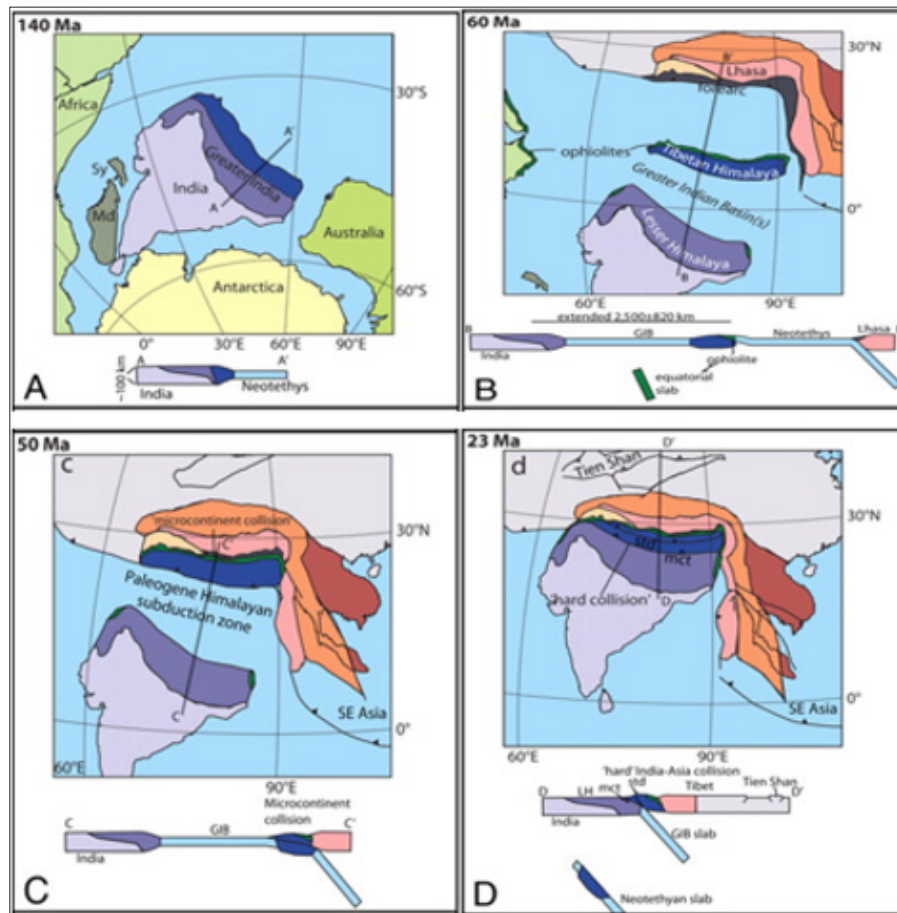 140 Ma
Africa
30°S
A'
Greater India
India
A
Sy
Md
Australia
Antarctica
60°S
0°
30°E
60°E
90°E
A
A'
~100 km
India
Neotethys
A
60 Ma
30°N
B'
Lhasa
forearc
ophiolites
Tibetan Himalaya
Greater Indian Basin(s)
0°
Lesser Himalaya
B
60°E
90°E
extended 2,500±820 km
B
GIB
Neotethys
Lhasa
India
ophiolite
equatorial
slab
B
50 Ma
c
'microcontinent collision'
30°N
C'
Paleogene Himalayan
subduction zone
C
SE Asia
0°
60°E
90°E
Microcontinent
collision
C
GIB
C'
India
C
23 Ma
d
D'
Tien Shan
30°N
std
mct
'hard collision'
D
SE Asia
0°
60°E
90°E
'hard' India-Asia collision
std
D
LH
mct
Tibet
Tien Shan
D'
India
GIB slab
Neotethyan slab
D